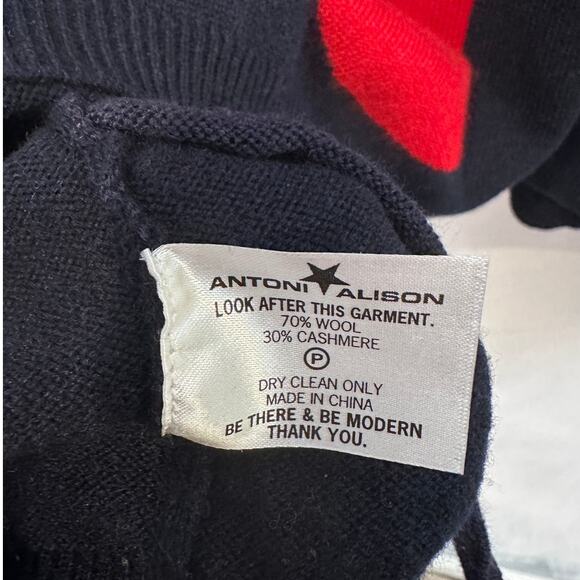 ANTONI★ALISON
LOOK AFTER THIS GARMENT.
70% WOOL
30% CASHMERE
P
DRY CLEAN ONLY
MADE IN CHINA
BE THERE & BE MODERN
THANK YOU.